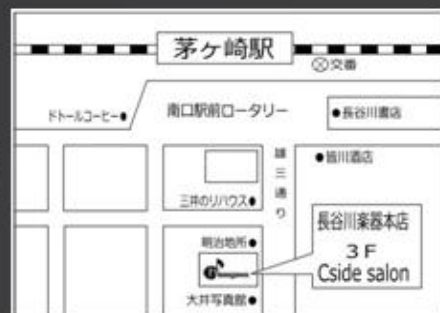 茅ヶ崎駅
交番
ドトールコーヒー
南口駅前ロータリー
長谷川書店
雄三通り
皆川酒店
三井のリハウス
明治地所
大井写真館
長谷川楽器本店
3F
Cside salon